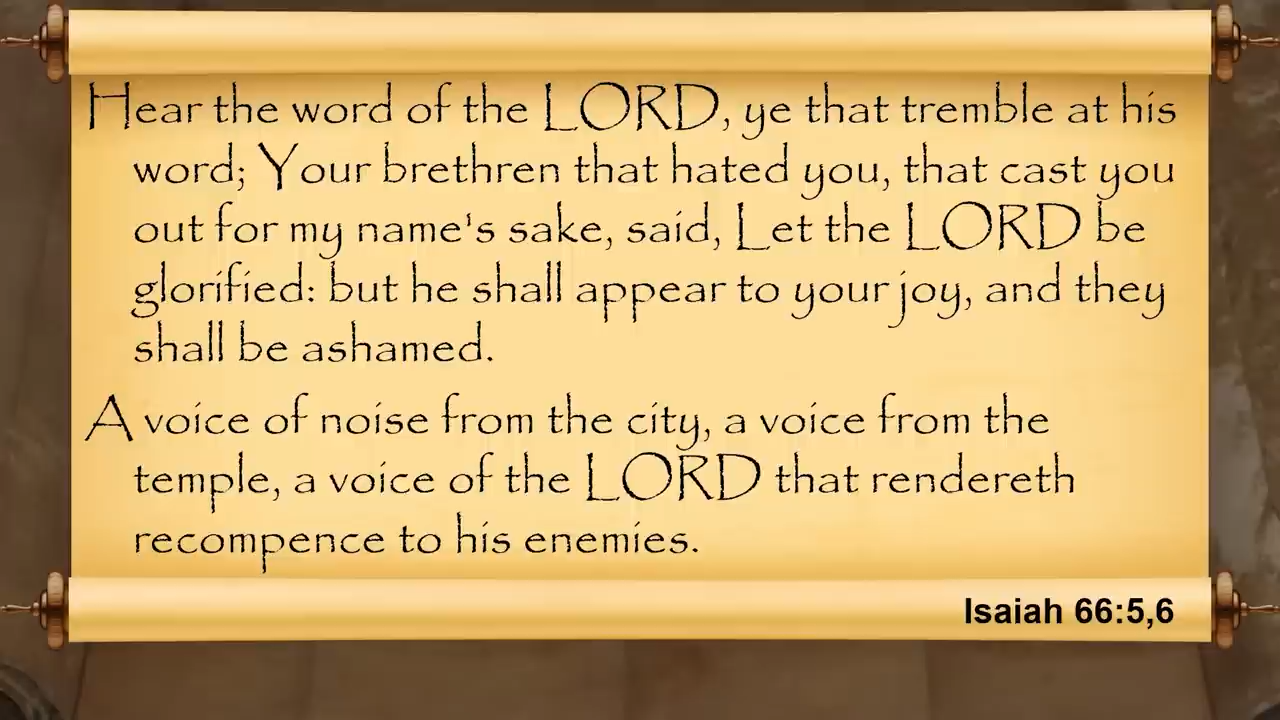 Hear the word of the LORD, ye that tremble at his
word; Your brethren that hated you, that cast you
out for my name's sake, said, Let the LORD be
glorified: but he shall appear to your joy, and they
shall be ashamed.
A voice of noise from the city, a voice from the
temple, a voice of the LORD that rendereth
recompence to his enemies.
Isaiah 66:5,6